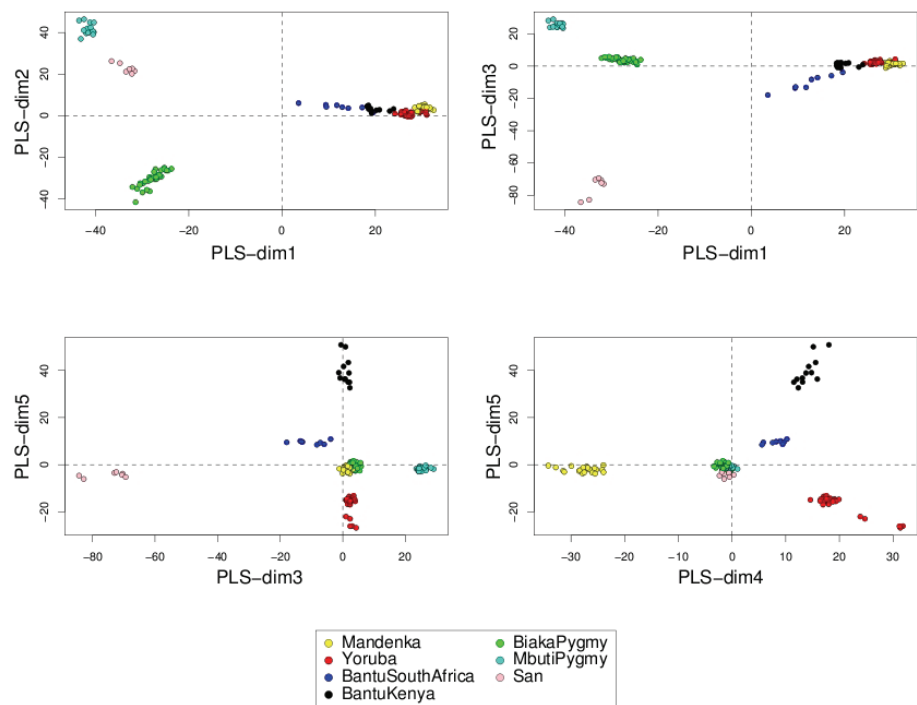 PLS−dim2
40
20
0
−20
−40
−40 −20 0 20
PLS−dim1
PLS−dim3
20
0
−20
−40
−60
−80
−40 −20 0 20
PLS−dim1
PLS−dim5
40
20
0
−20
−80 −60 −40 −20 0 20
PLS−dim3
PLS−dim5
40
20
0
−20
−30 −20 −10 0 10 20 30
PLS−dim4
Mandenka
Yoruba
BantuSouthAfrica
BantuKenya
BiakaPygmy
MbutiPygmy
San